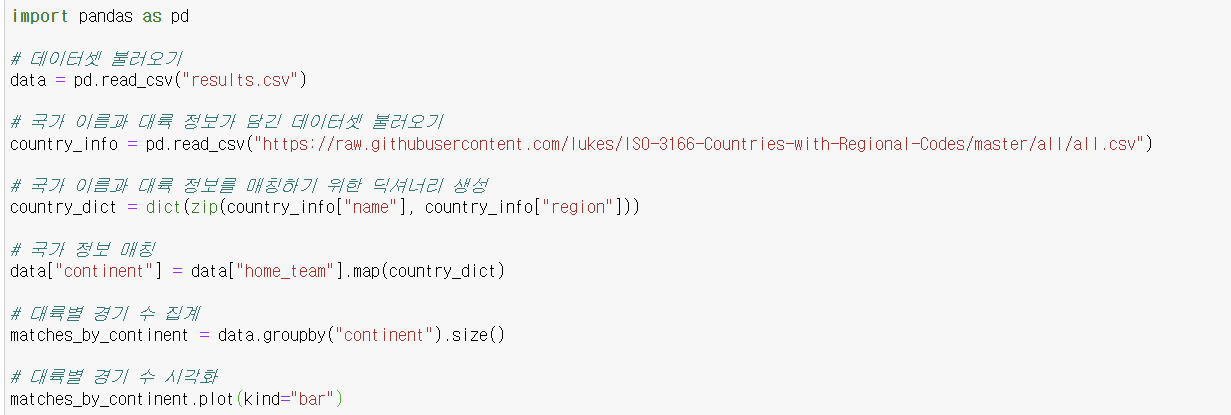 import pandas as pd
# 데이터셋 불러오기
data = pd.read_csv("results.csv")
# 국가 이름과 대륙 정보가 담긴 데이터셋 불러오기
country_info = pd.read_csv("https://raw.githubusercontent.com/lukes/ISO-3166-Countries-with-Regional-Codes/master/all/all.csv")
# 국가 이름과 대륙 정보를 매칭하기 위한 딕셔너리 생성
country_dict = dict(zip(country_info["name"], country_info["region"]))
# 국가 정보 매칭
data["continent"] = data["home_team"].map(country_dict)
# 대륙별 경기 수 집계
matches_by_continent = data.groupby("continent").size()
# 대륙별 경기 수 시각화
matches_by_continent.plot(kind="bar")